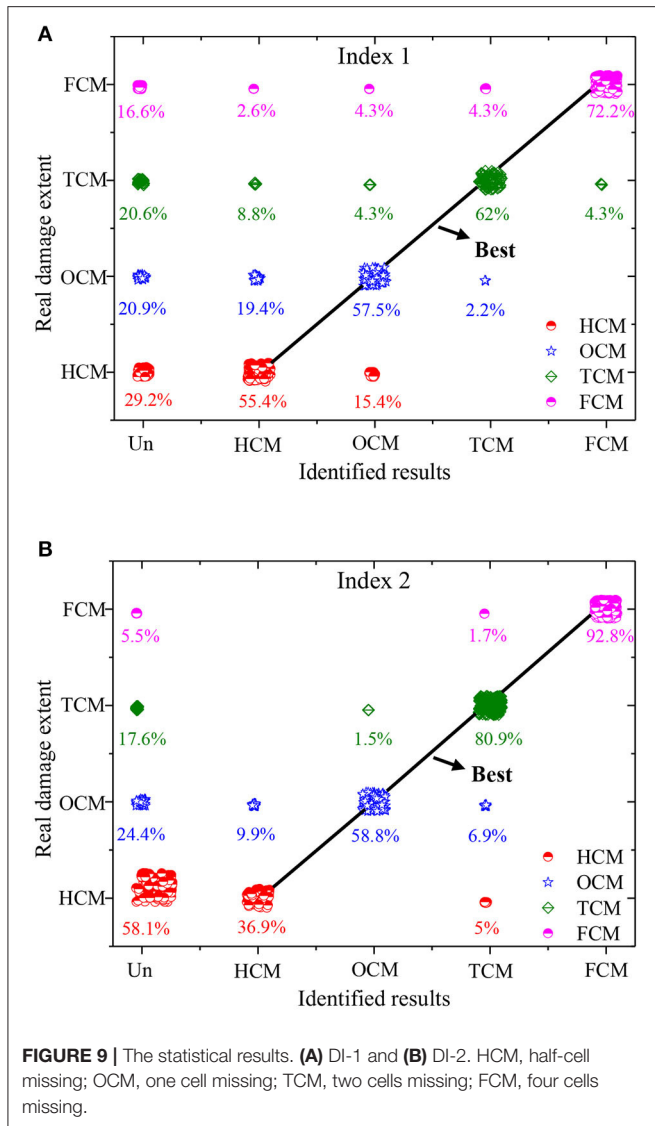 A
Index 1
FCM
16.6% 2.6% 4.3% 4.3% 72.2%
TCM
20.6% 8.8% 4.3% 62% 4.3%
Best
OCM
20.9% 19.4% 57.5% 2.2%
HCM
29.2% 55.4% 15.4%
HCM
OCM
TCM
FCM
Real damage extent
Un HCM OCM TCM FCM
Identified results
B
Index 2
FCM
5.5% 1.7% 92.8%
TCM
17.6% 1.5% 80.9%
Best
OCM
24.4% 9.9% 58.8% 6.9%
HCM
58.1% 36.9% 5%
HCM
OCM
TCM
FCM
Real damage extent
Un HCM OCM TCM FCM
Identified results
FIGURE 9 | The statistical results. (A) DI-1 and (B) DI-2. HCM, half-cell
missing; OCM, one cell missing; TCM, two cells missing; FCM, four cells
missing.